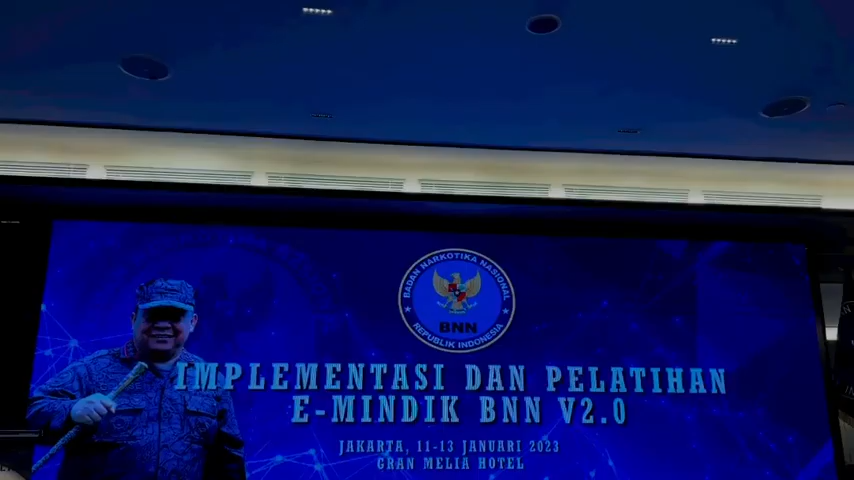 BADAN NARKOTIKA NASIONAL
BNN
REPUBLIK INDONESIA
IMPLEMENTASI DAN PELATIHAN
E-MINDIK BNN V2.0
JAKARTA, 11-13 JANUARI 2023
GRAN MELIA HOTEL